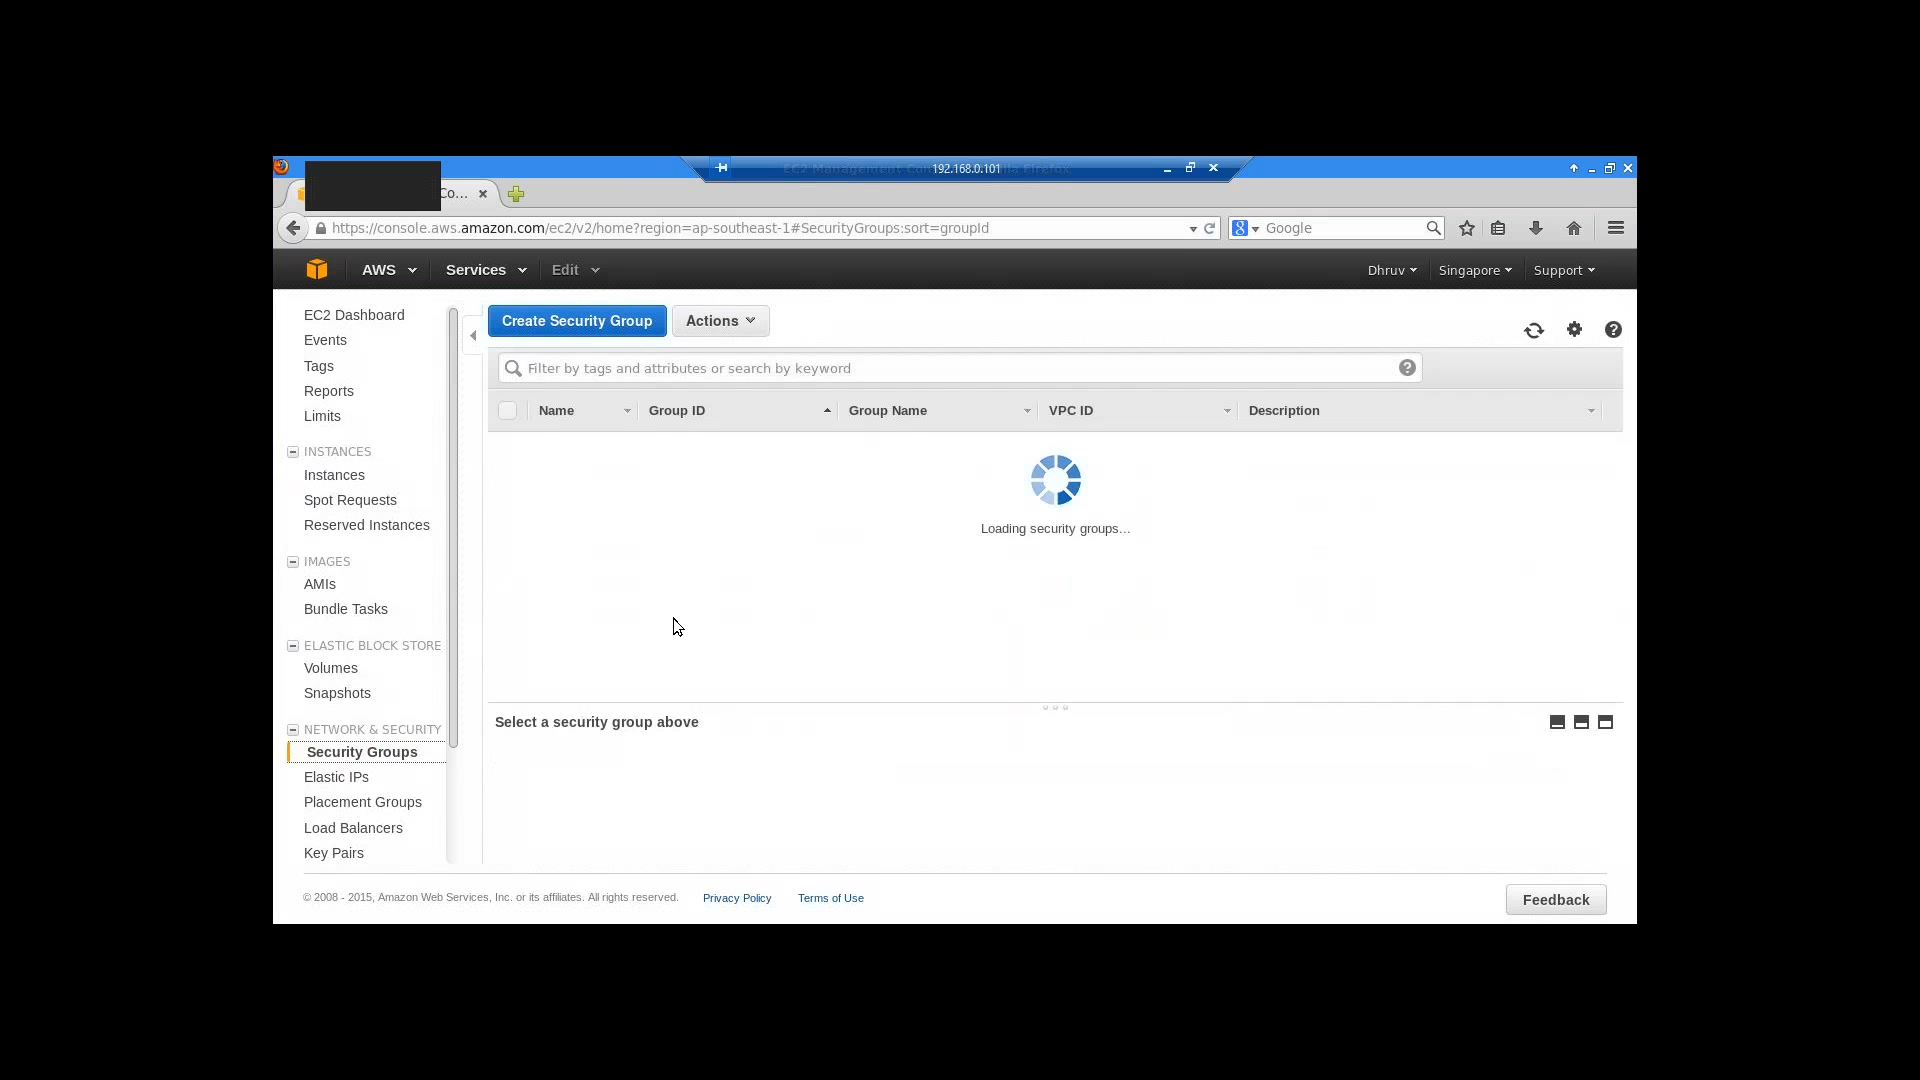 192.168.0.101
Co...
https://console.aws.amazon.com/ec2/v2/home?region=ap-southeast-1#SecurityGroups:sort=groupId
Google
AWS
Services
Edit
Dhruv
Singapore
Support
EC2 Dashboard
Events
Tags
Reports
Limits
INSTANCES
Instances
Spot Requests
Reserved Instances
IMAGES
AMIs
Bundle Tasks
ELASTIC BLOCK STORE
Volumes
Snapshots
NETWORK & SECURITY
Security Groups
Elastic IPs
Placement Groups
Load Balancers
Key Pairs
Create Security Group
Actions
Filter by tags and attributes or search by keyword
Name
Group ID
Group Name
VPC ID
Description
Loading security groups...
Select a security group above
© 2008 - 2015, Amazon Web Services, Inc. or its affiliates. All rights reserved.
Privacy Policy
Terms of Use
Feedback